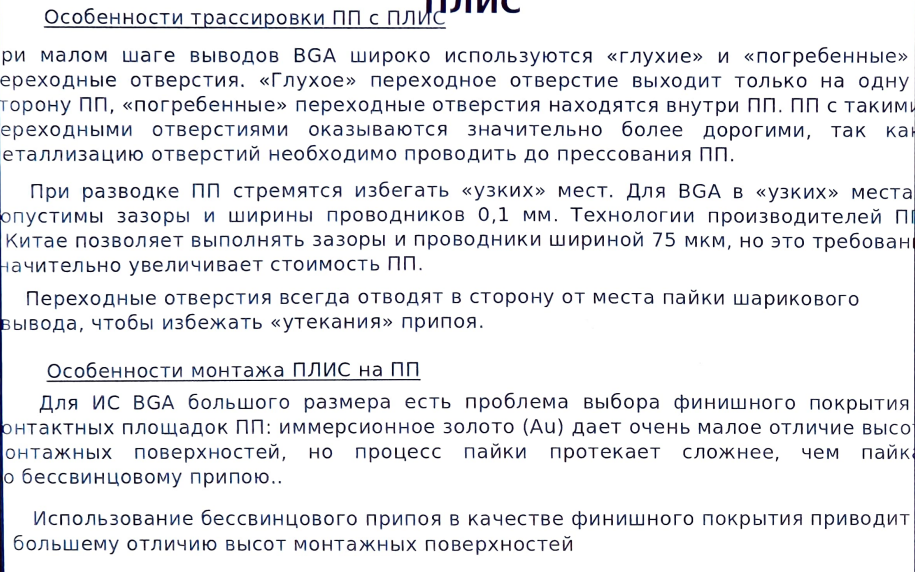 ПЛИС
Особенности трассировки ПП с ПЛИС
ри малом шаге выводов BGA широко используются «глухие» и «погребенные»
ереходные отверстия. «Глухое» переходное отверстие выходит только на одну
торону ПП, «погребенные» переходные отверстия находятся внутри ПП. ПП с такими
ереходными отверстиями оказываются значительно более дорогими, так как
еталлизацию отверстий необходимо проводить до прессования ПП.
При разводке ПП стремятся избегать «узких» мест. Для BGA в «узких» места
опустимы зазоры и ширины проводников 0,1 мм. Технологии производителей ПП
Китае позволяет выполнять зазоры и проводники шириной 75 мкм, но это требован
начительно увеличивает стоимость ПП.
Переходные отверстия всегда отводят в сторону от места пайки шарикового
вывода, чтобы избежать «утекания» припоя.
Особенности монтажа ПЛИС на ПП
Для ИС BGA большого размера есть проблема выбора финишного покрытия
онтактных площадок ПП: иммерсионное золото (Au) дает очень малое отличие высот
онтажных поверхностей, но процесс пайки протекает сложнее, чем пайка
о бессвинцовому припою..
Использование бессвинцового припоя в качестве финишного покрытия приводит
большему отличию высот монтажных поверхностей